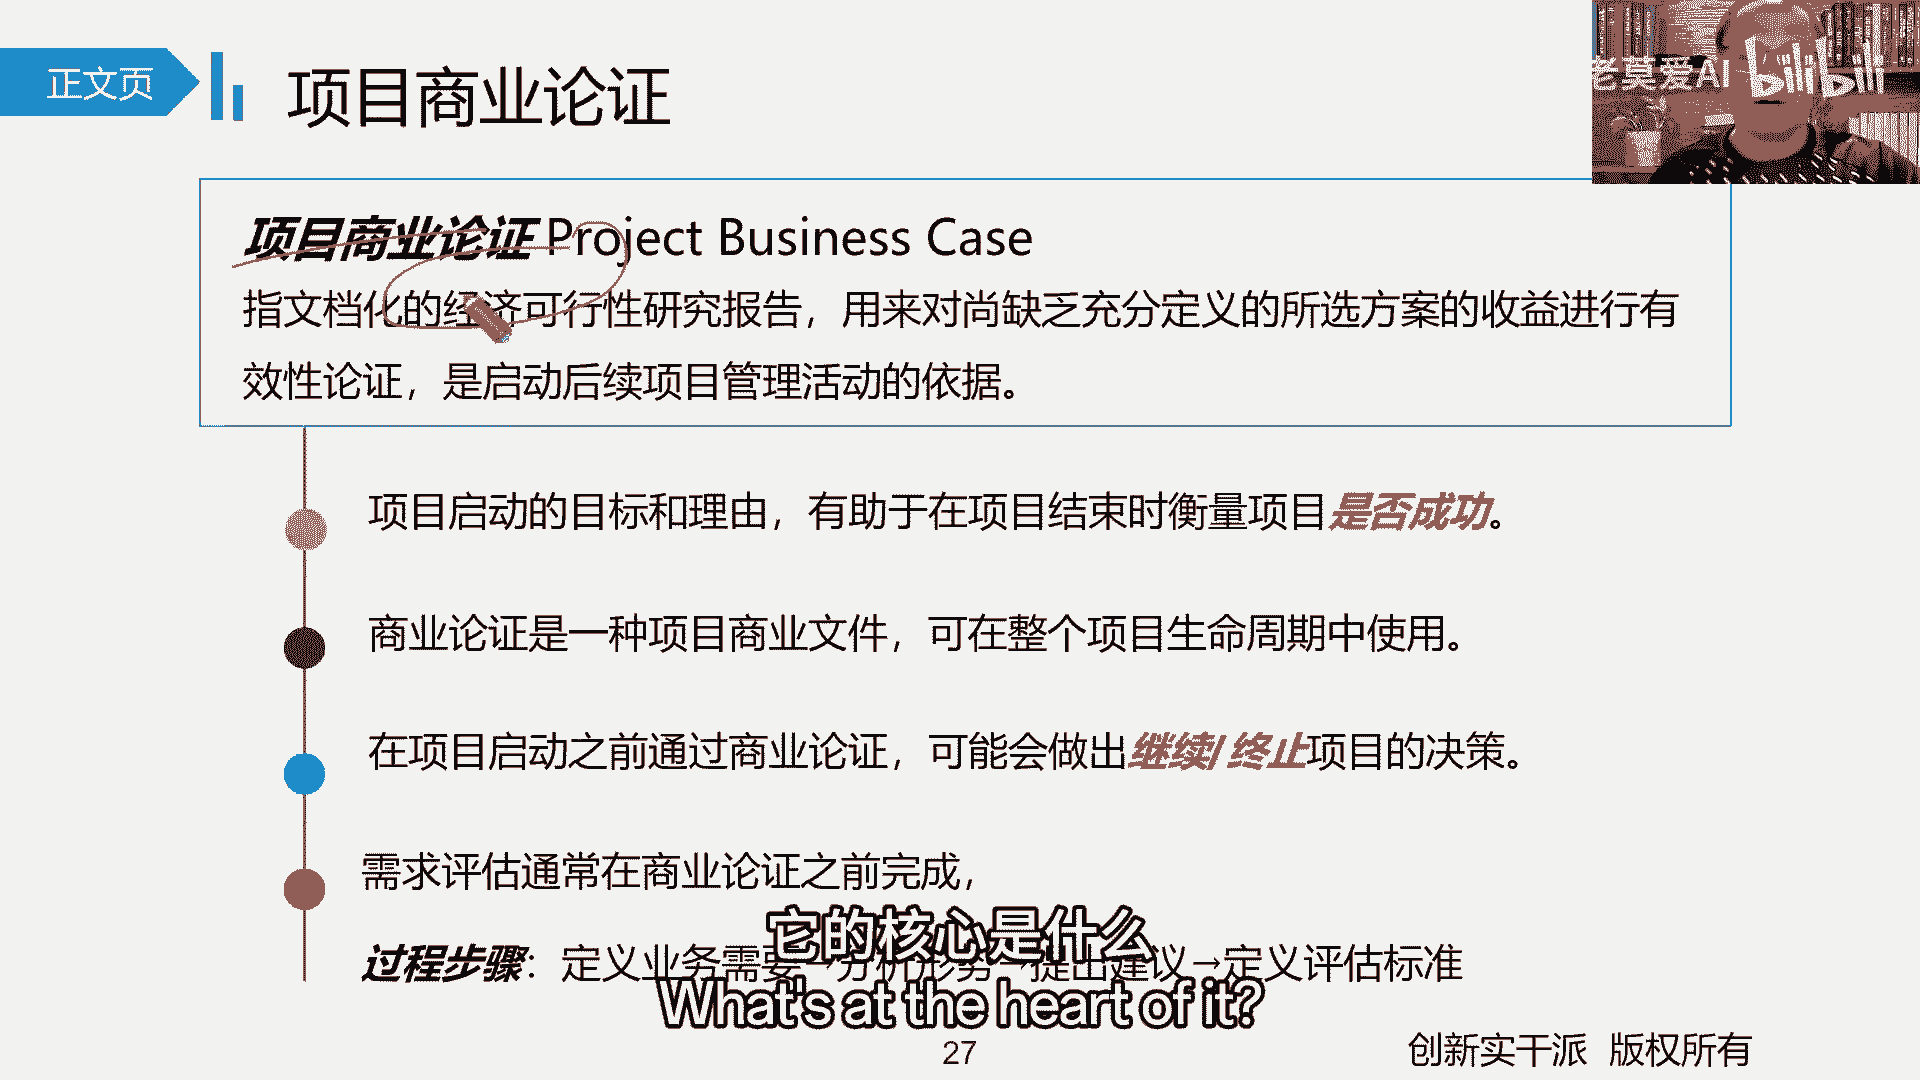 正文页
项目商业论证
老莫爱AI
bilibili
项目商业论证 Project Business Case
指文档化的经济可行性研究报告，用来对尚缺乏充分定义的所选方案的收益进行有
效性论证，是启动后续项目管理活动的依据。
项目启动的目标和理由，有助于在项目结束时衡量项目是否成功。
商业论证是一种项目商业文件，可在整个项目生命周期中使用。
在项目启动之前通过商业论证，可能会做出继续/终止项目的决策。
需求评估通常在商业论证之前完成，
过程步骤：定义业务需要→分析形势→提出建议→定义评估标准
它的核心是什么
What's at the heart of it?
27
创新实干派 版权所有